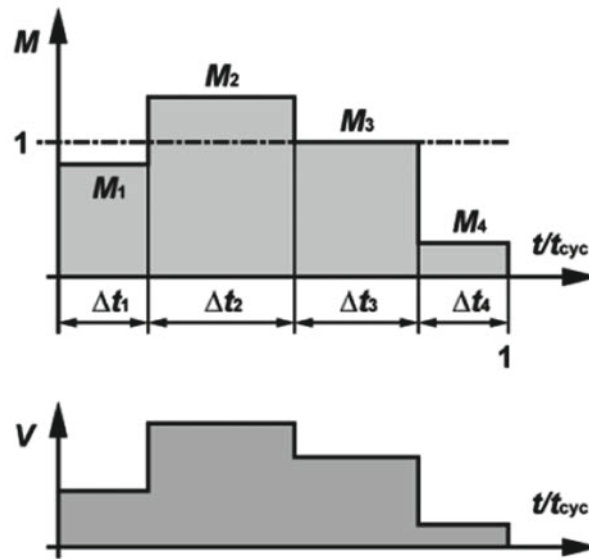 M
M₂
1
M₃
M₁
M₄
t/tcyc
Δt₁ Δt₂ Δt₃ Δt₄
1
V
t/tcyc